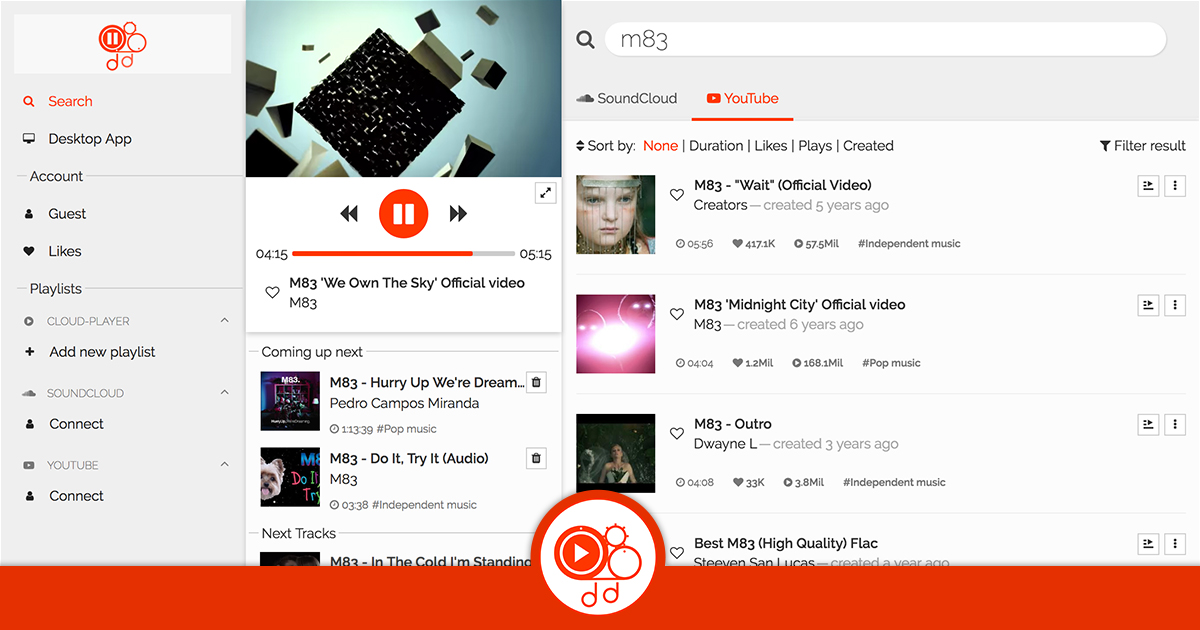 Search
Desktop App
Account
Guest
Likes
Playlists
CLOUD-PLAYER
Add new playlist
SOUNDCLOUD
Connect
YOUTUBE
Connect
04:15
05:15
M83 'We Own The Sky' Official video
M83
Coming up next
M83.
M83 - Hurry Up We're Dream...
Pedro Campos Miranda
1:13:39 #Pop music
M83 - Do It, Try It (Audio)
M83
03:38 #Independent music
Next Tracks
M83 - In The Cold I'm Standing
m83
SoundCloud
YouTube
Sort by: None | Duration | Likes | Plays | Created
Filter result
M83 - "Wait" (Official Video)
Creators — created 5 years ago
05:56 417.1K 57.5Mil #Independent music
M83 'Midnight City' Official video
M83 — created 6 years ago
04:04 1.2Mil 168.1Mil #Pop music
M83 - Outro
Dwayne L — created 3 years ago
04:08 33K 3.8Mil #Independent music
Best M83 (High Quality) Flac
Steeven San Lucas — created a year ago